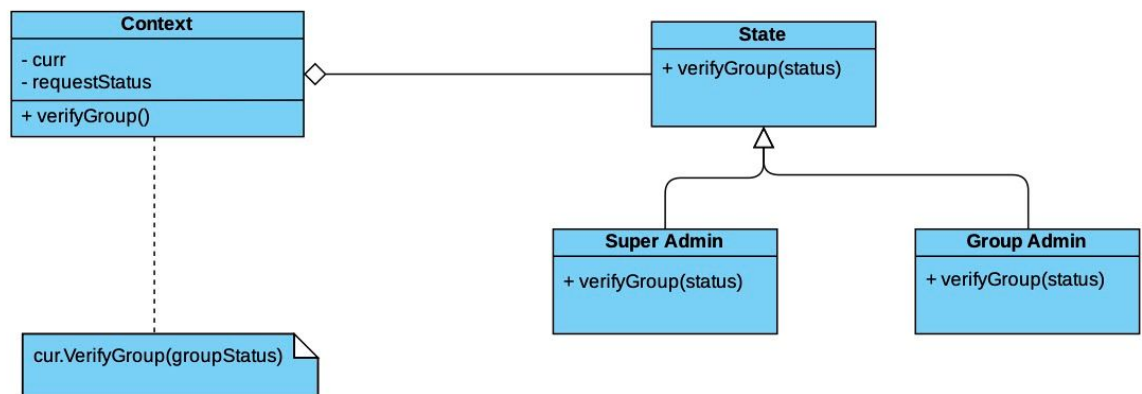 Context
- curr
- requestStatus
+ verifyGroup()
State
+ verifyGroup(status)
Super Admin
+ verifyGroup(status)
Group Admin
+ verifyGroup(status)
cur.VerifyGroup(groupStatus)